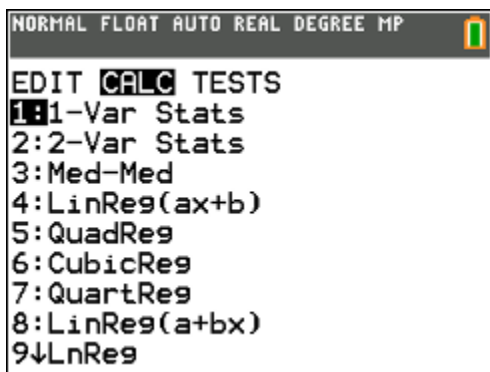 NORMAL FLOAT AUTO REAL DEGREE MP
EDIT CALC TESTS
1:1-Var Stats
2:2-Var Stats
3:Med-Med
4:LinReg(ax+b)
5:QuadReg
6:CubicReg
7:QuartReg
8:LinReg(a+bx)
9↓LnReg